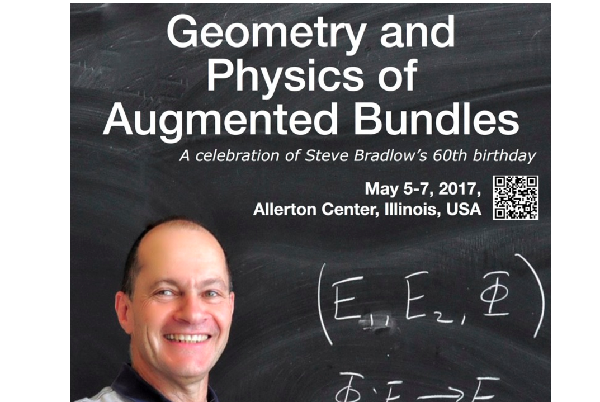 Geometry and
Physics of
Augmented Bundles
A celebration of Steve Bradlow's 60th birthday
May 5-7, 2017,
Allerton Center, Illinois, USA
(E₁, E₂, Φ)
Φ: E → E